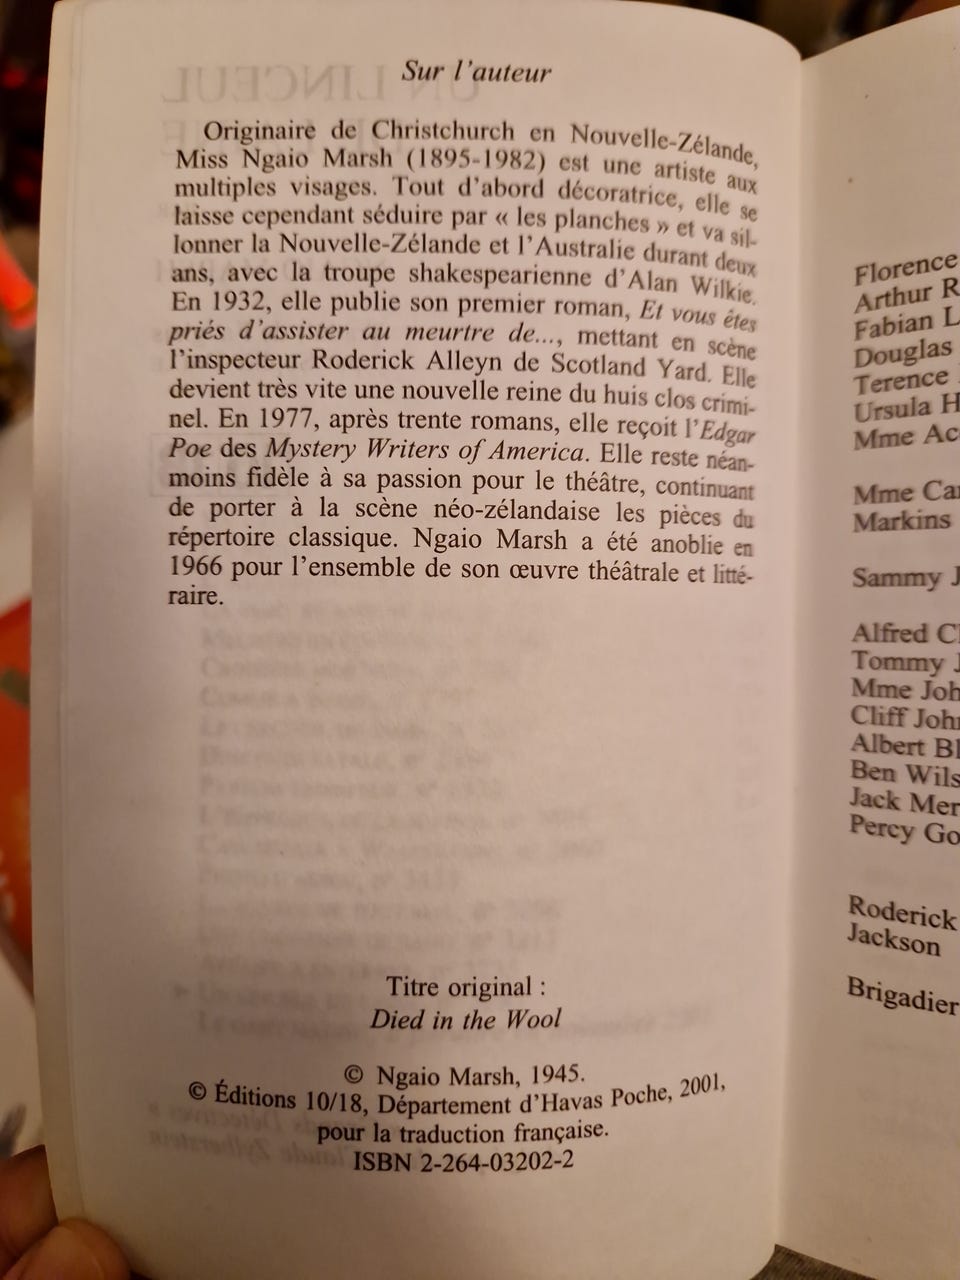 Sur l'auteur
Originaire de Christchurch en Nouvelle-Zélande,
Miss Ngaio Marsh (1895-1982) est une artiste aux
multiples visages. Tout d'abord décoratrice, elle se
laisse cependant séduire par « les planches » et va sil-
lonner la Nouvelle-Zélande et l'Australie durant deux
ans, avec la troupe shakespearienne d'Alan Wilkie.
En 1932, elle publie son premier roman, Et vous êtes
priés d'assister au meurtre de..., mettant en scène
l'inspecteur Roderick Alleyn de Scotland Yard. Elle
devient très vite une nouvelle reine du huis clos crimi-
nel. En 1977, après trente romans, elle reçoit l'Edgar
Poe des Mystery Writers of America. Elle reste néan-
moins fidèle à sa passion pour le théâtre, continuant
de porter à la scène néo-zélandaise les pièces du
répertoire classique. Ngaio Marsh a été anoblie en
1966 pour l'ensemble de son œuvre théâtrale et litté-
raire.
Titre original :
Died in the Wool
© Ngaio Marsh, 1945.
© Éditions 10/18, Département d'Havas Poche, 2001,
pour la traduction française.
ISBN 2-264-03202-2
Florence
Arthur R
Fabian L
Douglas
Terence
Ursula H
Mme Ac
Mme Car
Markins
Sammy J
Alfred Cl
Tommy J
Mme Joh
Cliff John
Albert Bl
Ben Wils
Jack Mer
Percy Go
Roderick
Jackson
Brigadier